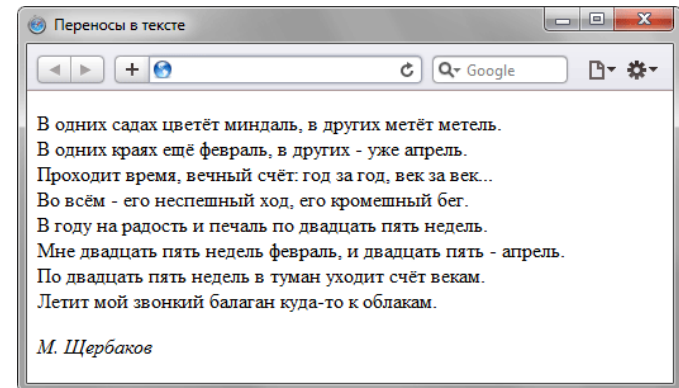 Переносы в тексте
Google
В одних садах цветёт миндаль, в других метёт метель.
В одних краях ещё февраль, в других - уже апрель.
Проходит время, вечный счёт: год за год, век за век...
Во всём - его неспешный ход, его кромешный бег.
В году на радость и печаль по двадцать пять недель.
Мне двадцать пять недель февраль, и двадцать пять - апрель.
По двадцать пять недель в туман уходит счёт векам.
Летит мой звонкий балаган куда-то к облакам.
М. Щербаков